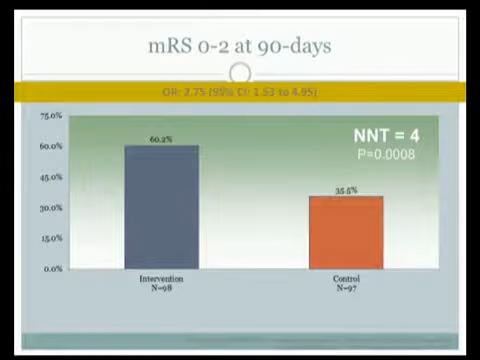 mRS 0-2 at 90-days
OR: 2.75 (95% CI: 1.53 to 4.95)
75.0%
60.0%
45.0%
30.0%
15.0%
0.0%
60.2%
35.5%
NNT = 4
P=0.0008
Intervention
N=98
Control
N=97